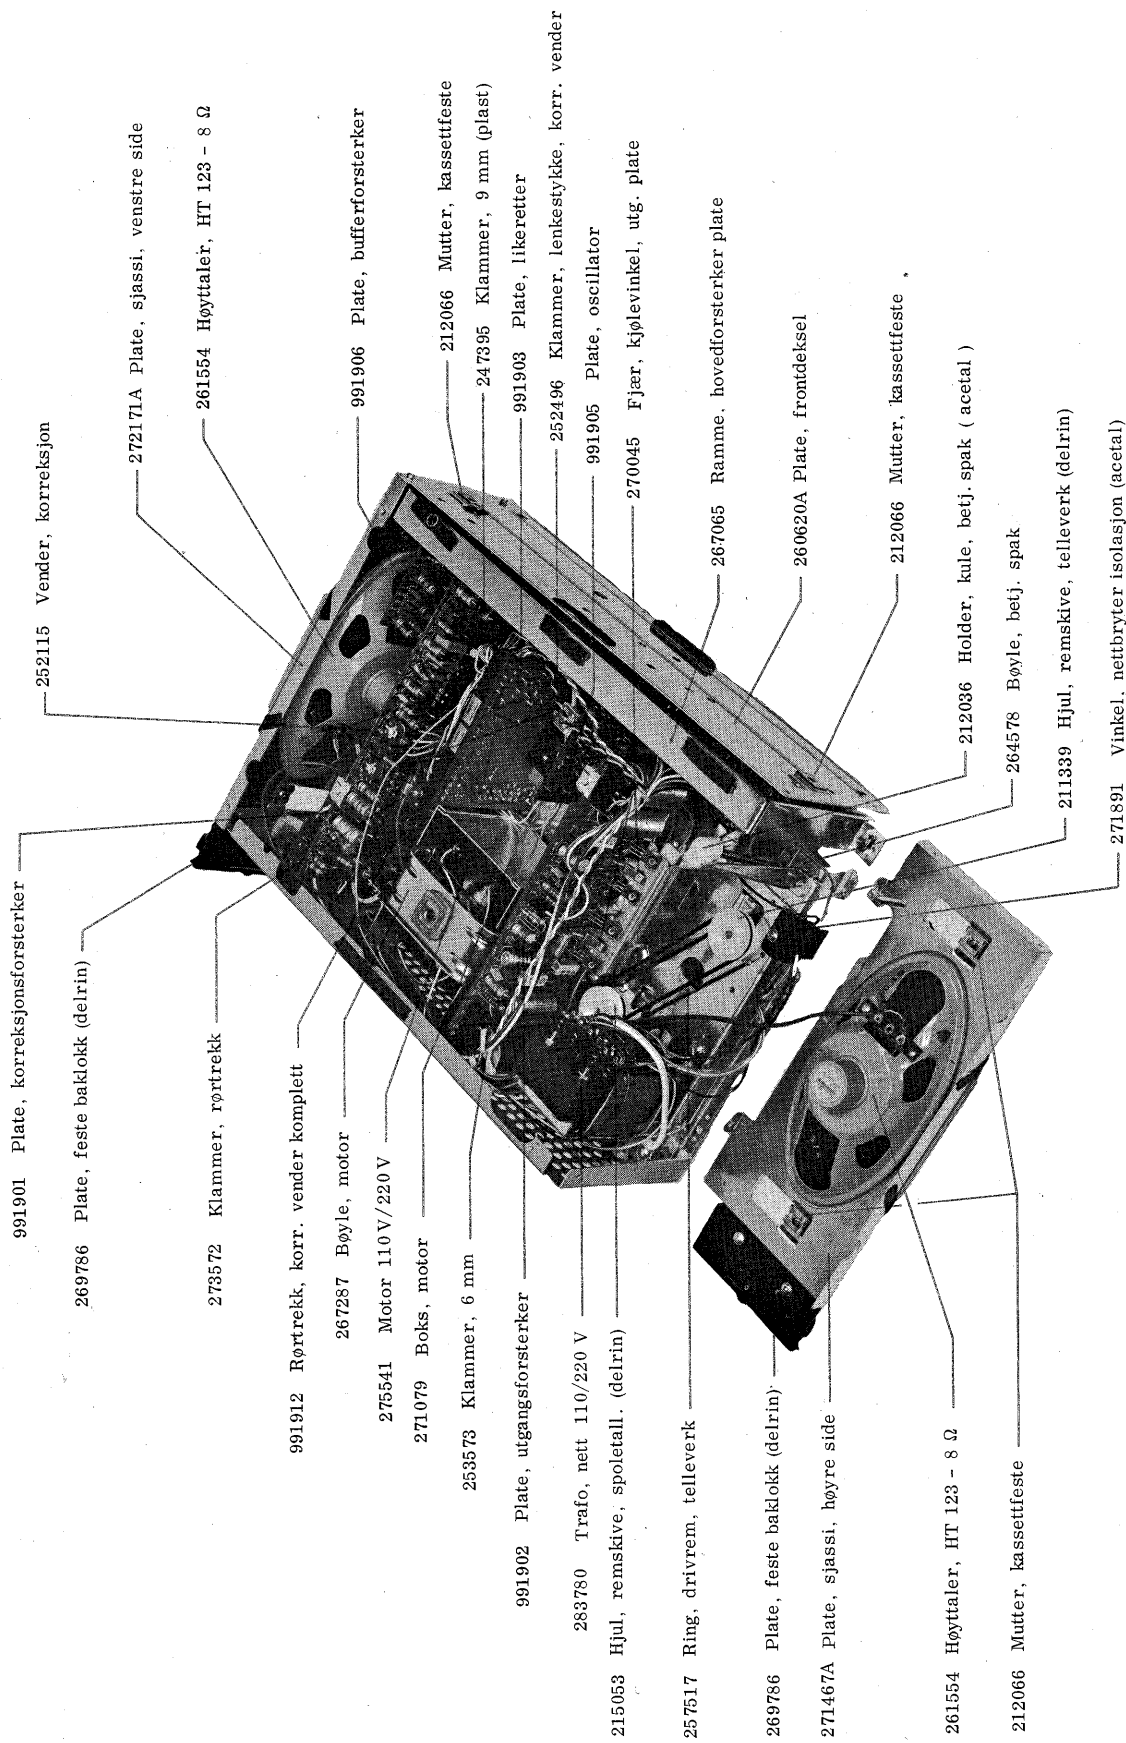 991901 Plate, korreksjonsforsterker
269786 Plate, feste baklokk (delrin)
273572 Klammer, rørtrekk
991912 Rørtrekk, korr. vender komplett
267287 Bøyle, motor
275541 Motor 110 V/220 V
271079 Boks, motor
253573 Klammer, 6 mm
991902 Plate, utgangsforsterker
283780 Trafo, nett 110/220 V
215053 Hjul, remskive, spoletall. (delrin)
257517 Ring, drivrem, telleverk
269786 Plate, feste baklokk (delrin)
271467A Plate, sjassi, høyre side
261554 Høyttaler, HT 123 - 8 Ω
212066 Mutter, kassettfeste
252115 Vender, korreksjon
272171A Plate, sjassi, venstre side
261554 Høyttaler, HT 123 - 8 Ω
991906 Plate, bufferforsterker
212066 Mutter, kassettfeste
247395 Klammer, 9 mm (plast)
991903 Plate, likeretter
252496 Klammer, lenkestykke, korr. vender
991905 Plate, oscillator
270045 Fjær, kjølevinkel, utg. plate
267065 Ramme, hovedforsterker plate
260620A Plate, frontdeksel
212066 Mutter, kassettfeste
212036 Holder, kule, betj. spak ( acetal )
264578 Bøyle, betj. spak
211339 Hjul, remskive, telleverk (delrin)
271891 Vinkel, nettbryter isolasjon (acetal)